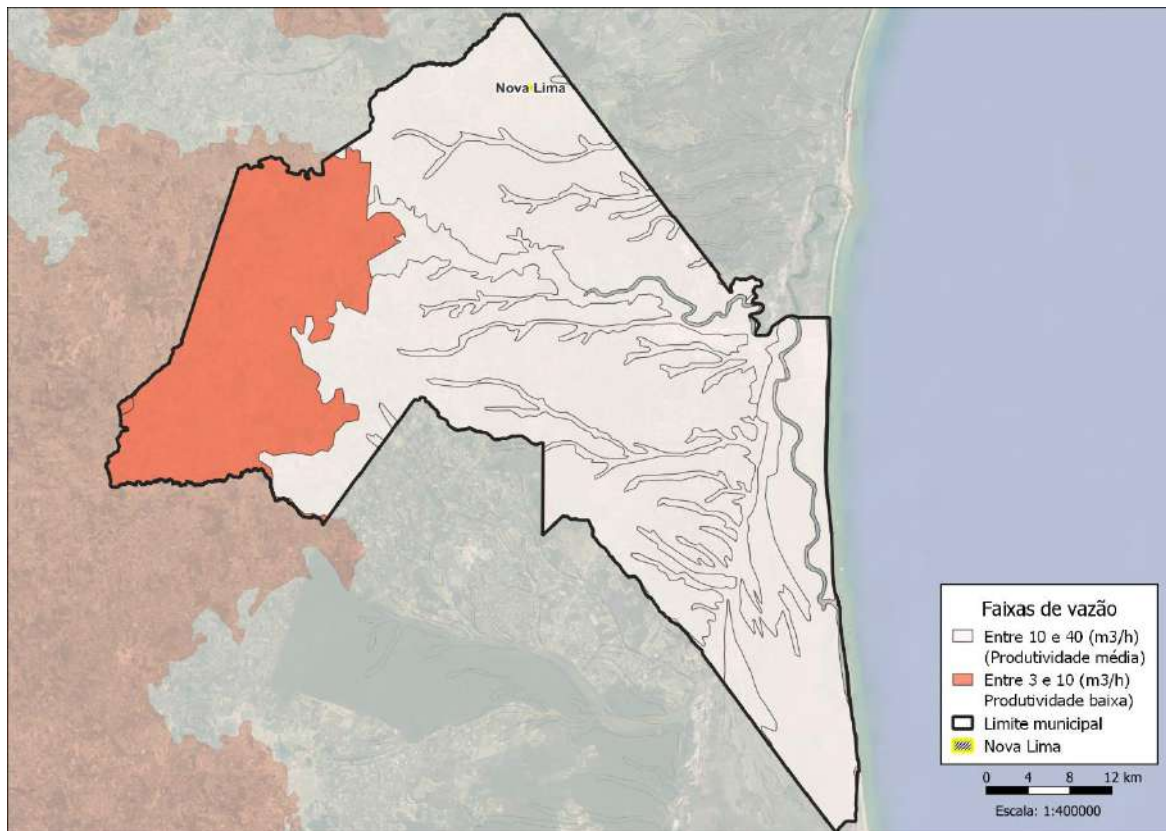 Nova Lima
Faixas de vazão
Entre 10 e 40 (m3/h)
(Produtividade média)
Entre 3 e 10 (m3/h)
Produtividade baixa)
Limite municipal
Nova Lima
0 4 8 12 km
Escala: 1:400000